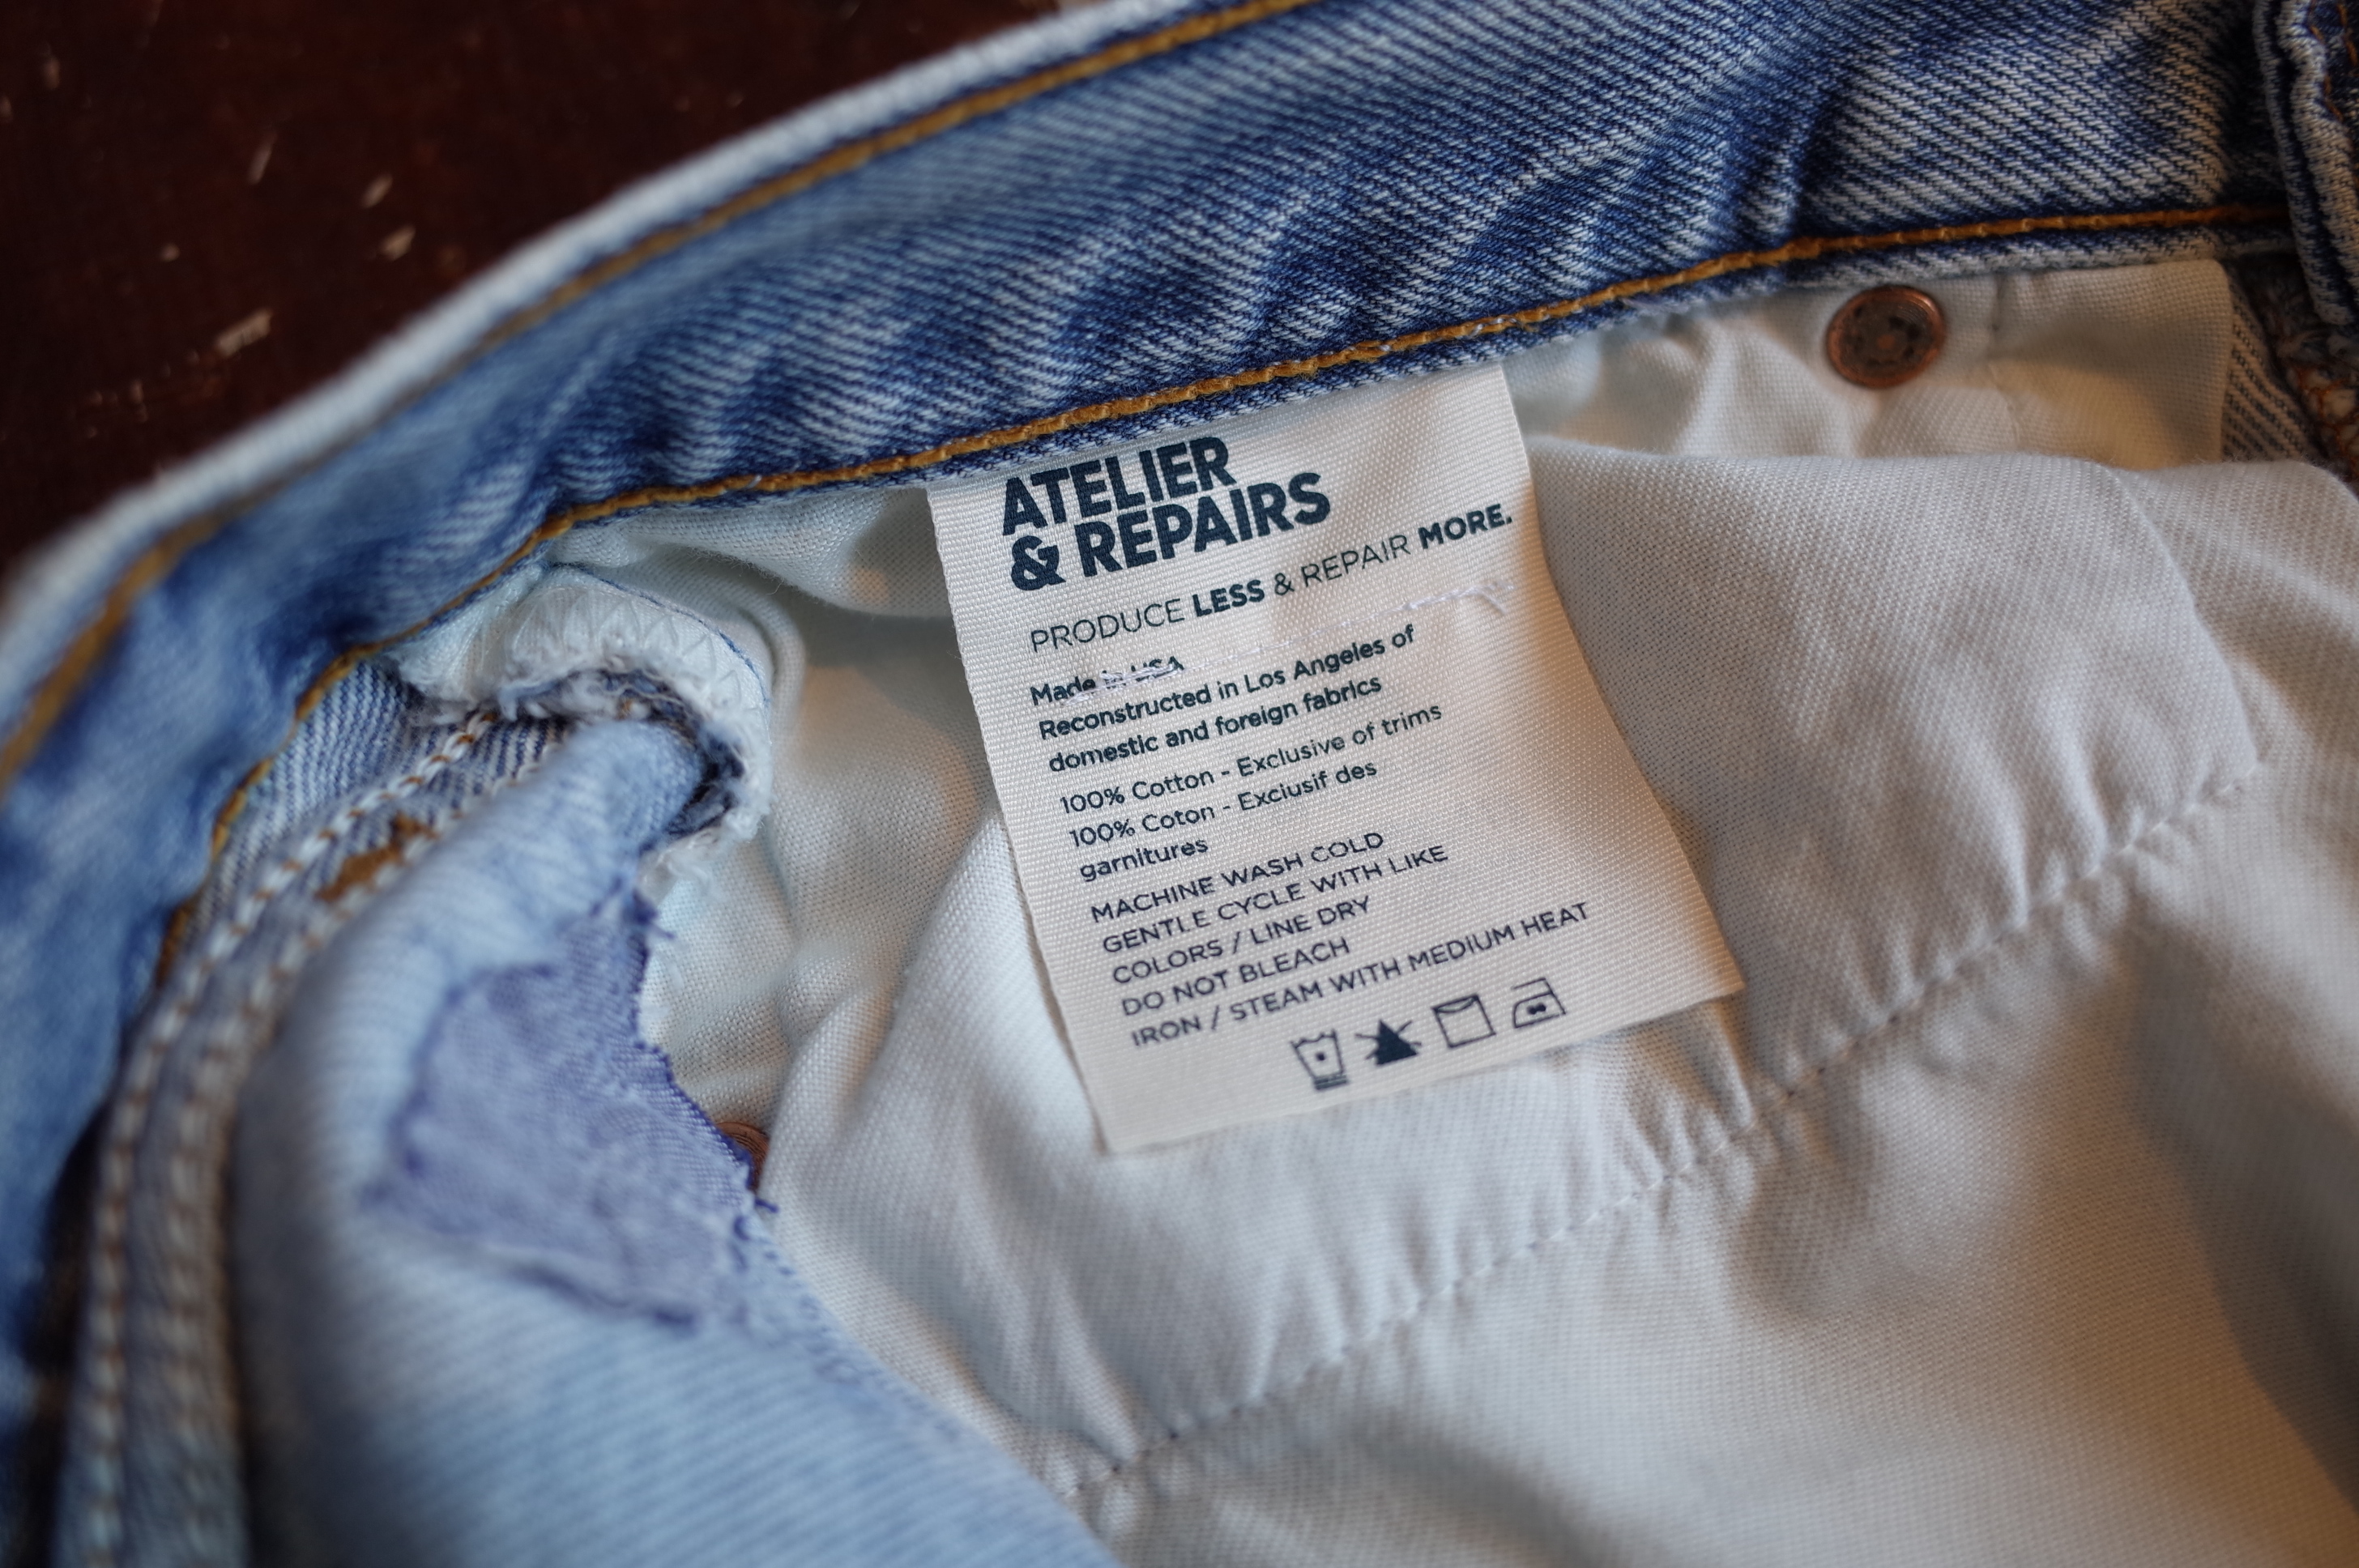 ATELIER
& REPAIRS
PRODUCE LESS & REPAIR MORE.
Made in USA
Reconstructed in Los Angeles of
domestic and foreign fabrics
100% Cotton - Exclusive of trims
100% Coton - Exciusif des
garnitures
MACHINE WASH COLD
GENTLE CYCLE WITH LIKE
COLORS / LINE DRY
DO NOT BLEACH
IRON / STEAM WITH MEDIUM HEAT